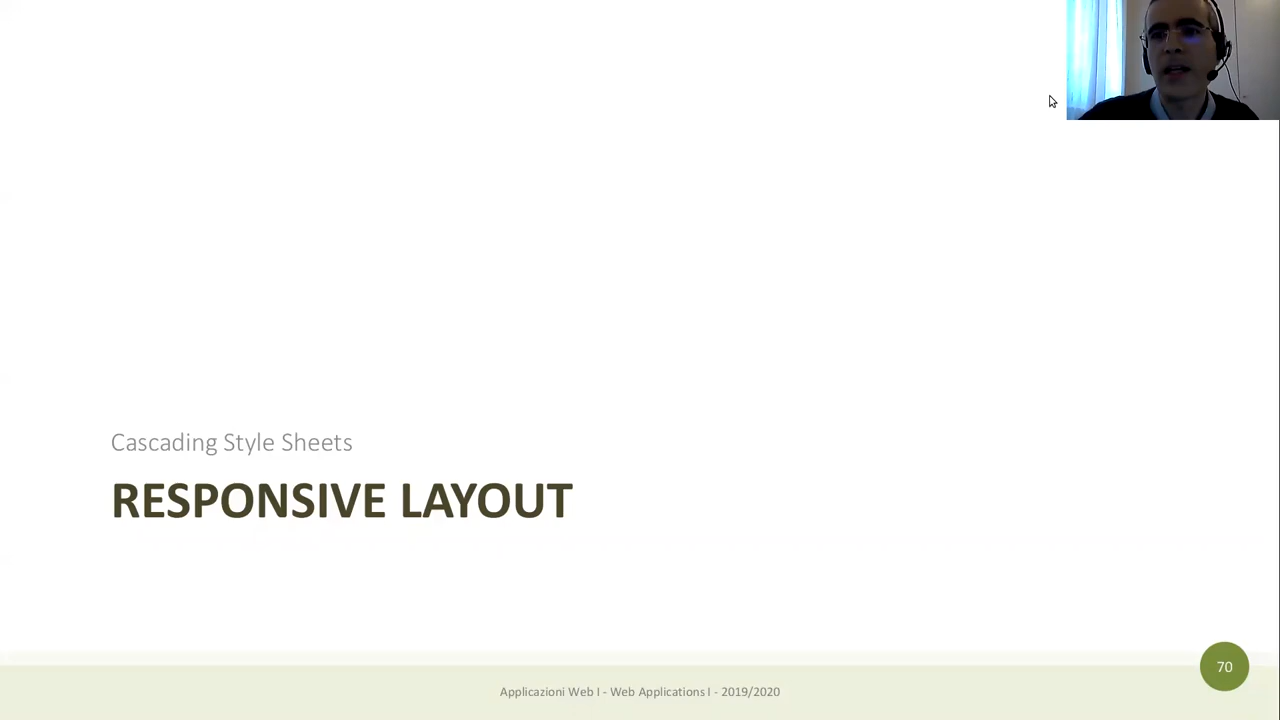 Cascading Style Sheets
RESPONSIVE LAYOUT
Applicazioni Web I - Web Applications I - 2019/2020
70